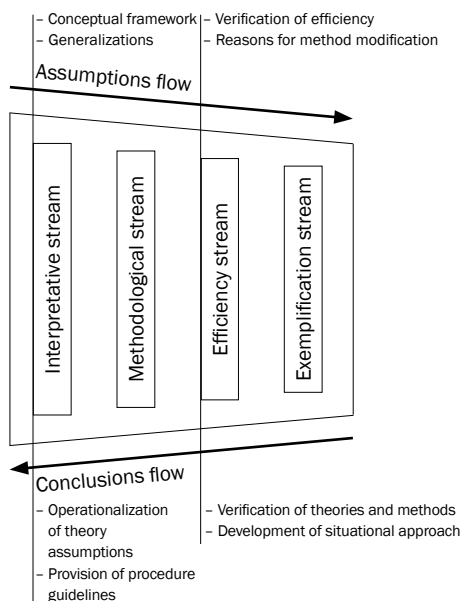 – Conceptual framework
– Generalizations
– Verification of efficiency
– Reasons for method modification
Assumptions flow
Interpretative stream
Methodological stream
Efficiency stream
Exemplification stream
Conclusions flow
– Operationalization
of theory
assumptions
– Provision of procedure
guidelines
– Verification of theories and methods
– Development of situational approach